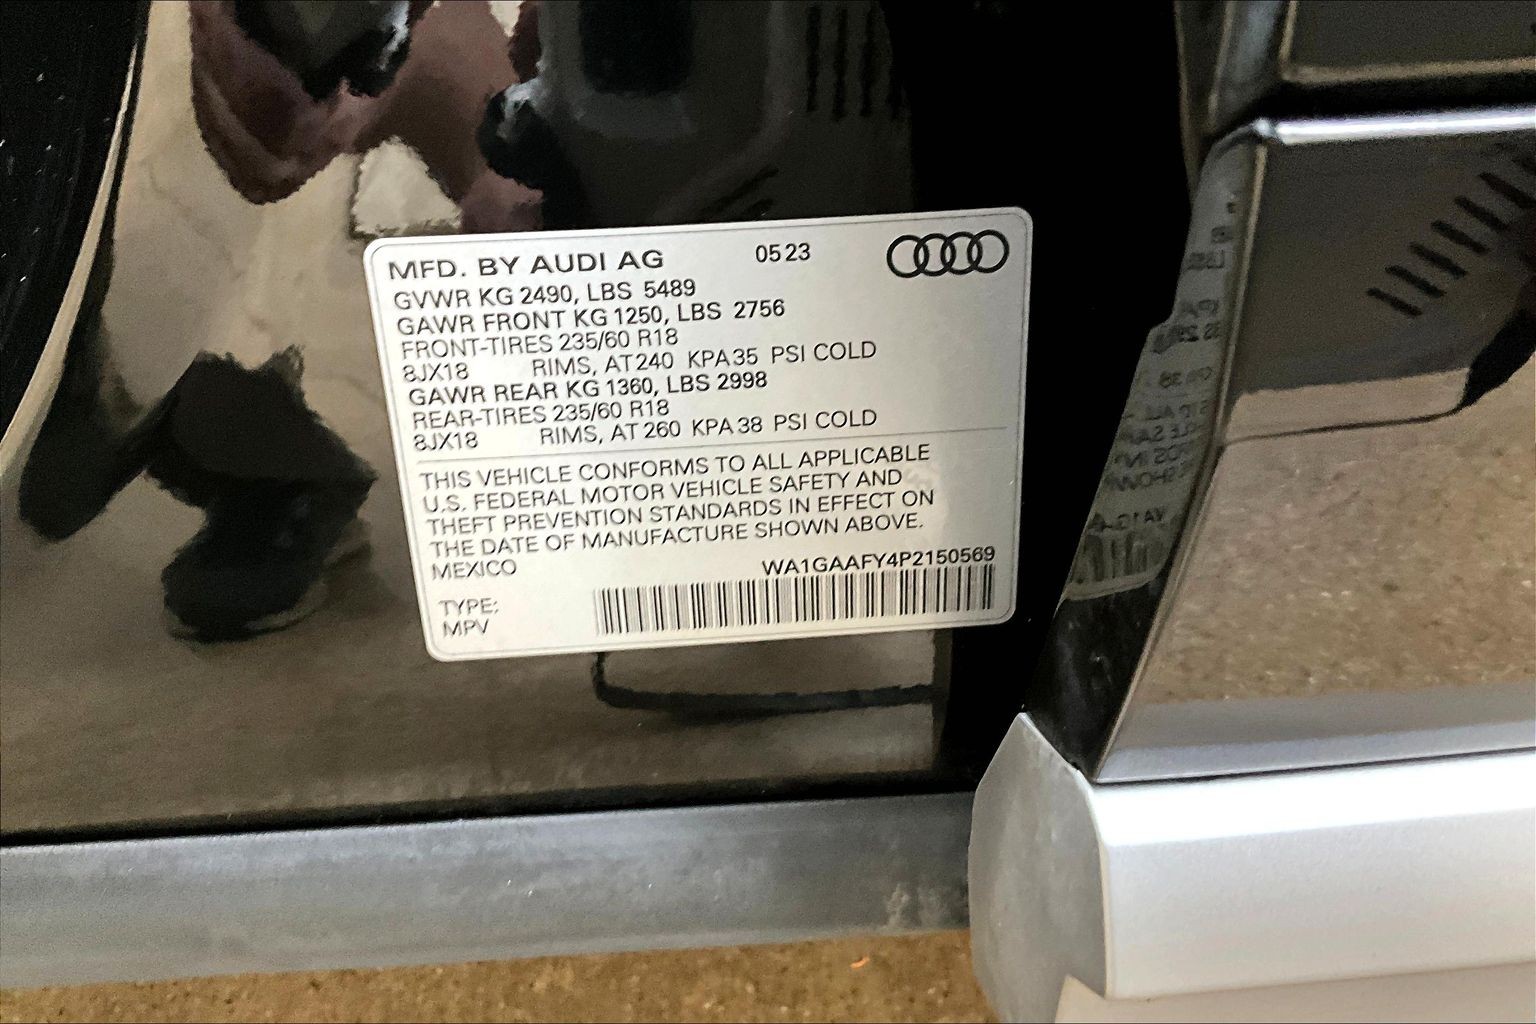 MFD. BY AUDI AG 0523
GVWR KG 2490, LBS 5489
GAWR FRONT KG 1250, LBS 2756
FRONT-TIRES 235/60 R18
8JX18 RIMS, AT 240 KPA 35 PSI COLD
GAWR REAR KG 1360, LBS 2998
REAR-TIRES 235/60 R18
8JX18 RIMS, AT 260 KPA 38 PSI COLD
THIS VEHICLE CONFORMS TO ALL APPLICABLE
U.S. FEDERAL MOTOR VEHICLE SAFETY AND
THEFT PREVENTION STANDARDS IN EFFECT ON
THE DATE OF MANUFACTURE SHOWN ABOVE.
MEXICO WA1GAAFY4P2150569
TYPE:
MPV